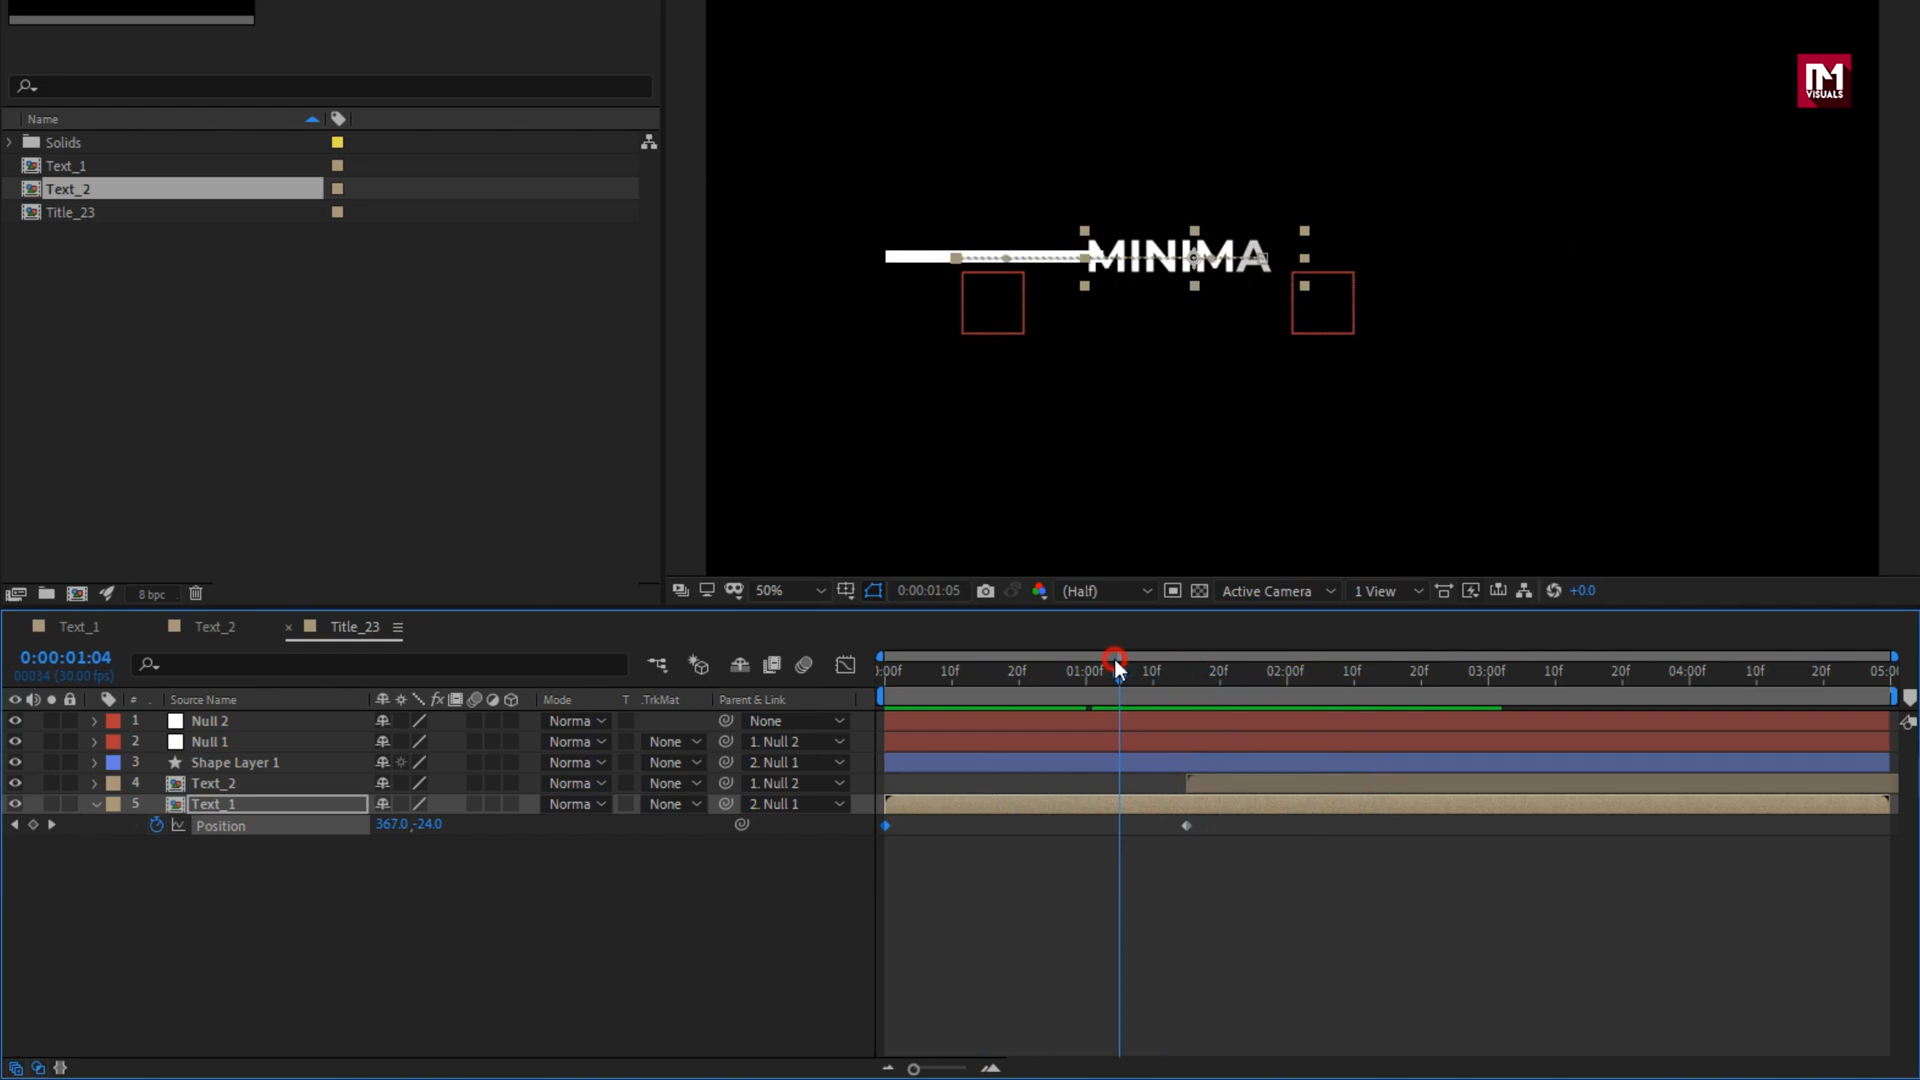 M
VISUALS
Name
Solids
Text_1
Text_2
Title_23
MINIMA
8 bpc
50%
0:00:01:05
(Half)
Active Camera
1 View
+0.0
Text_1
Text_2
× Title_23
0:00:01:04
00034 (30.00 fps)
# . Source Name
Mode T .TrkMat Parent & Link
):00f 10f 20f 01:00f 10f 20f 02:00f 10f 20f 03:00f 10f 20f 04:00f 10f 20f 05:00
1 Null 2 Norma None
2 Null 1 Norma None 1. Null 2
3 Shape Layer 1 Norma None 2. Null 1
4 Text_2 Norma None 1. Null 2
5 Text_1 Norma None 2. Null 1
Position 367.0,-24.0